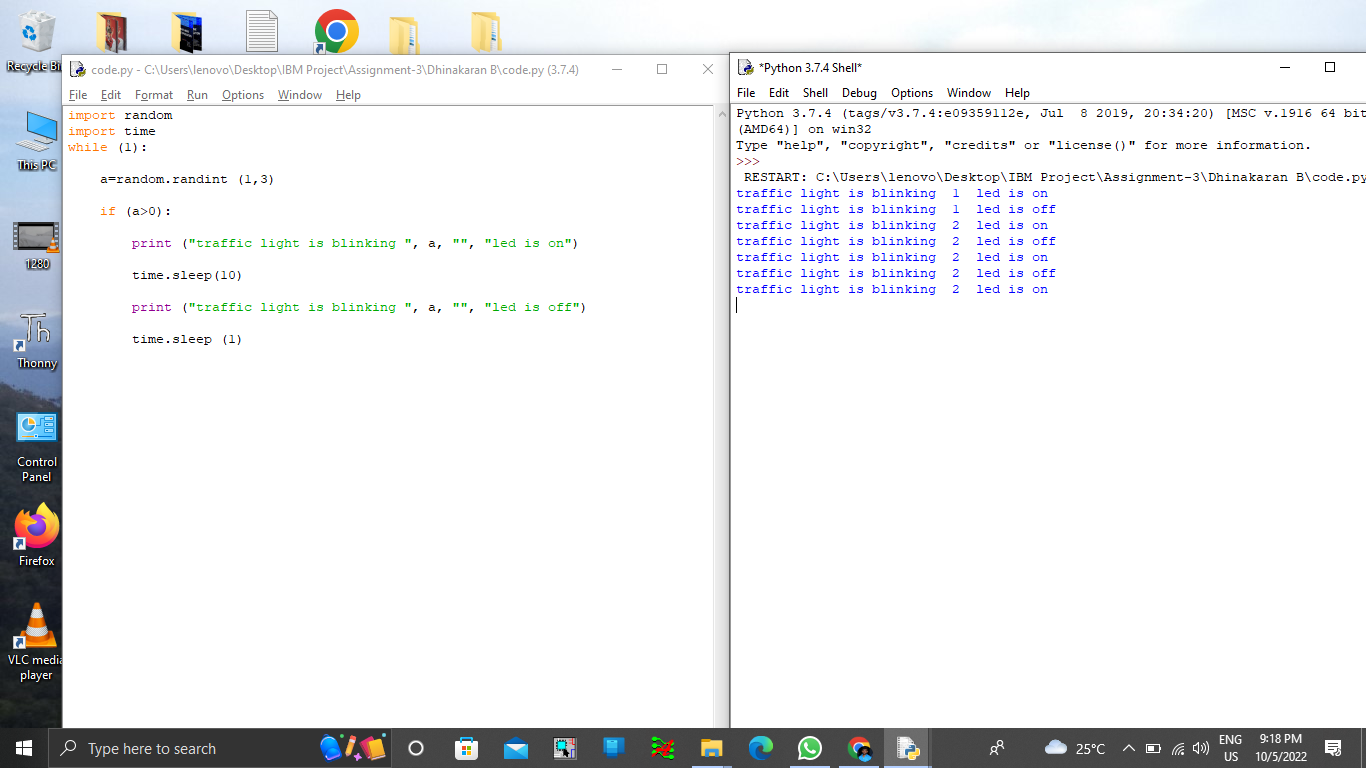 Recycle Bi
This PC
1280
Thonny
Control
Panel
Firefox
VLC media
player
code.py - C:\Users\lenovo\Desktop\IBM Project\Assignment-3\Dhinakaran B\code.py (3.7.4)
File Edit Format Run Options Window Help
import random
import time
while (1):
a=random.randint (1,3)
if (a>0):
print ("traffic light is blinking ", a, "", "led is on")
time.sleep(10)
print ("traffic light is blinking ", a, "", "led is off")
time.sleep (1)
*Python 3.7.4 Shell*
File Edit Shell Debug Options Window Help
Python 3.7.4 (tags/v3.7.4:e09359112e, Jul  8 2019, 20:34:20) [MSC v.1916 64 bit
(AMD64)] on win32
Type "help", "copyright", "credits" or "license()" for more information.
>>>
RESTART: C:\Users\lenovo\Desktop\IBM Project\Assignment-3\Dhinakaran B\code.py
traffic light is blinking  1  led is on
traffic light is blinking  1  led is off
traffic light is blinking  2  led is on
traffic light is blinking  2  led is off
traffic light is blinking  2  led is on
traffic light is blinking  2  led is off
traffic light is blinking  2  led is on
Type here to search
25°C
ENG
US
9:18 PM
10/5/2022